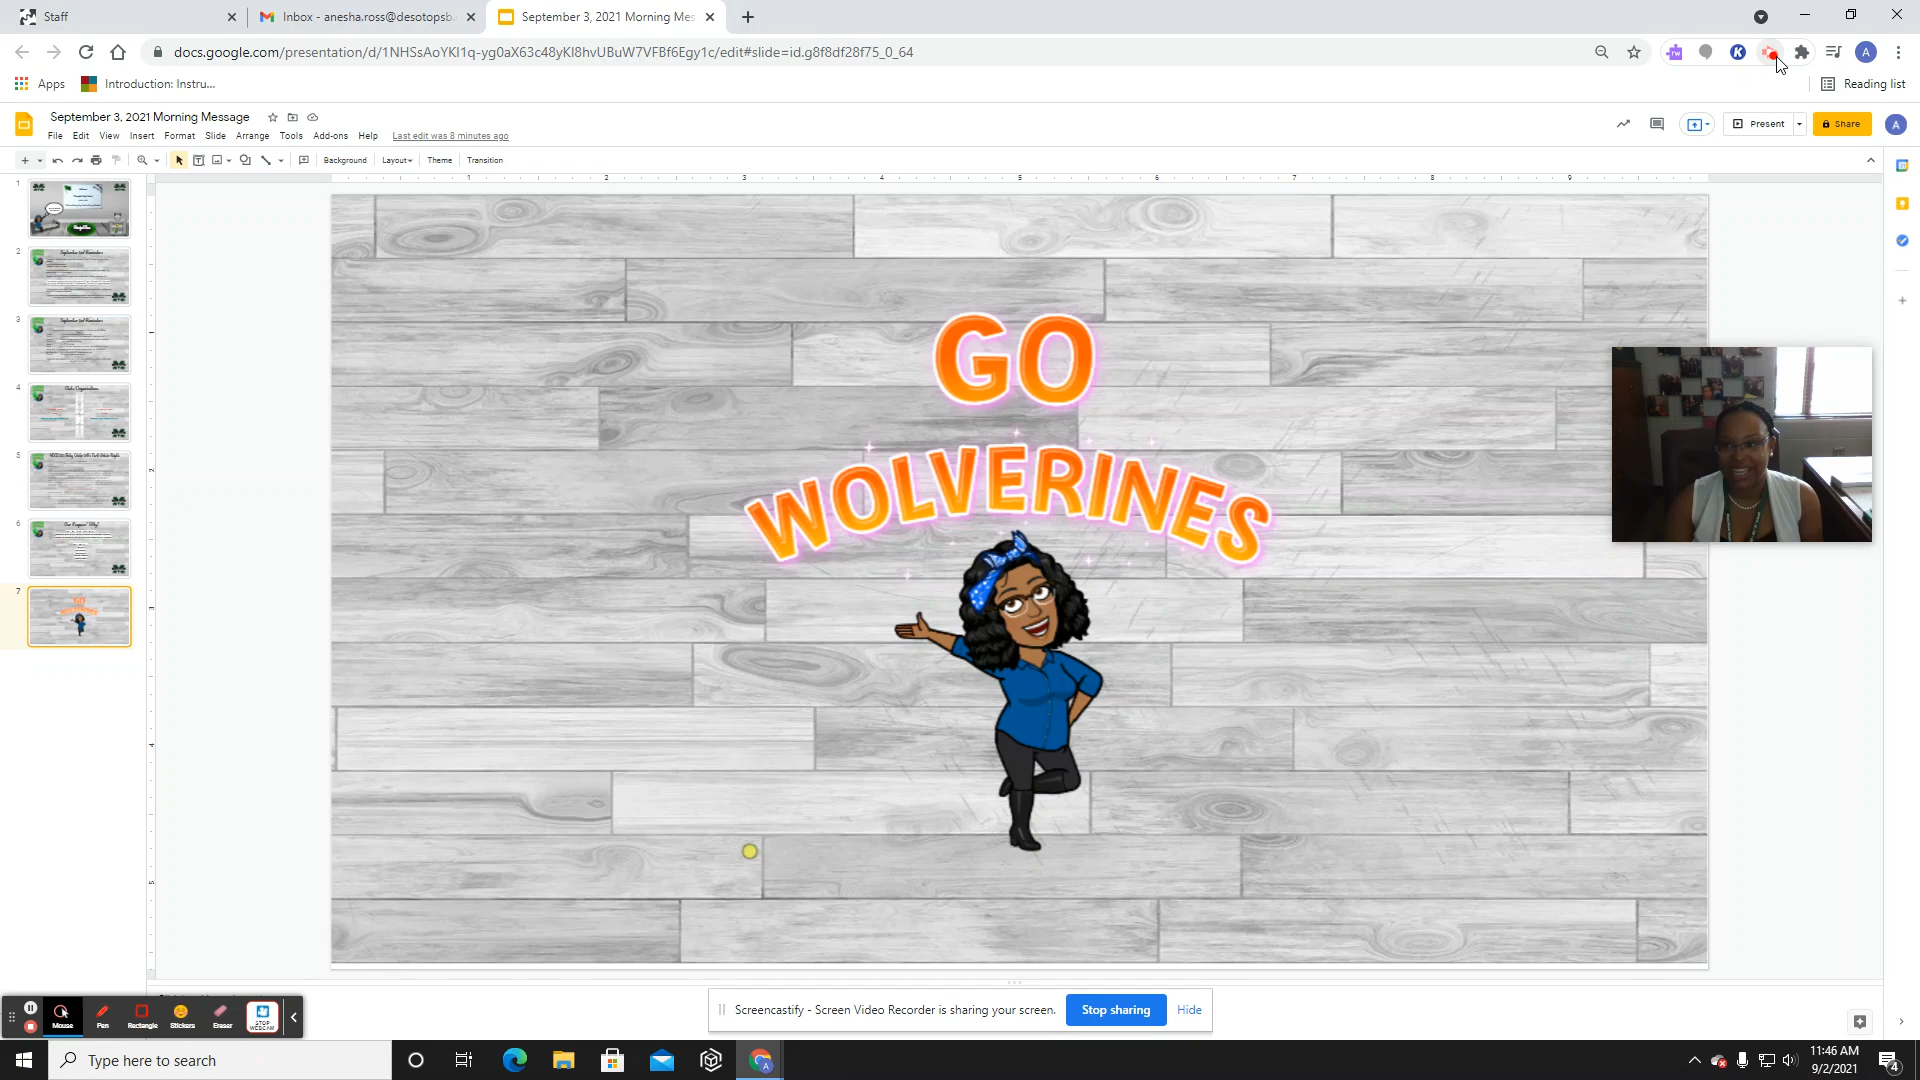 Staff
Inbox - anesha.ross@desotopsb.
September 3, 2021 Morning Mes
docs.google.com/presentation/d/1NHSsAoYKI1q-yg0aX63c48yKI8hvUBuW7VFBf6Egy1c/edit#slide=id.g8f8df28f75_0_64
Apps
Introduction: Instru...
Reading list
September 3, 2021 Morning Message
File Edit View Insert Format Slide Arrange Tools Add-ons Help Last edit was 8 minutes ago
Present
Share
Background Layout Theme Transition
GO
WOLVERINES
Mouse Pen Rectangle Stickers Eraser STOP WEBCAM
Screencastify - Screen Video Recorder is sharing your screen. Stop sharing Hide
Type here to search
11:46 AM
9/2/2021